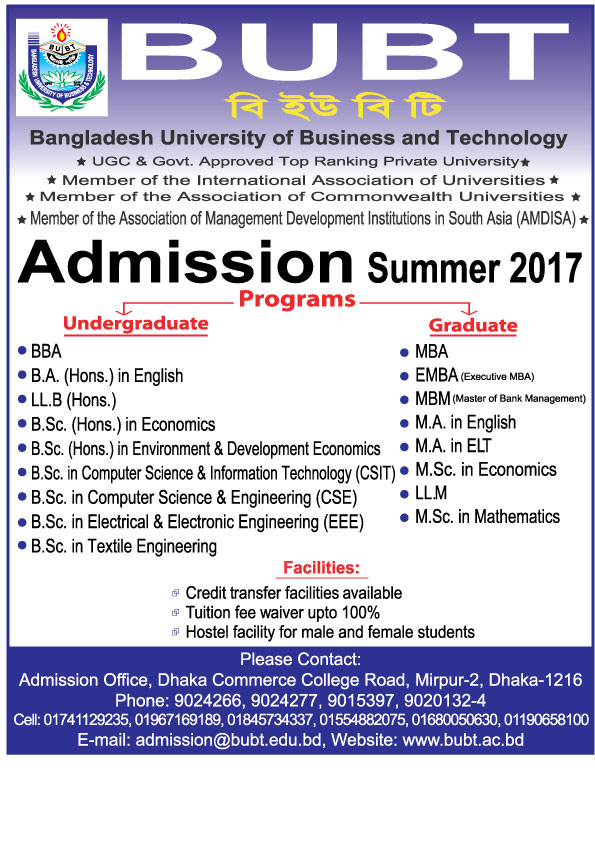 BUBT
BANGLADESH UNIVERSITY OF BUSINESS & TECHNOLOGY
BUBT
বি ইউ বি টি
Bangladesh University of Business and Technology
★ UGC & Govt. Approved Top Ranking Private University ★
★ Member of the International Association of Universities ★
★ Member of the Association of Commonwealth Universities ★
★ Member of the Association of Management Development Institutions in South Asia (AMDISA) ★
Admission Summer 2017
Programs
Undergraduate
• BBA
• B.A. (Hons.) in English
• LL.B (Hons.)
• B.Sc. (Hons.) in Economics
• B.Sc. (Hons.) in Environment & Development Economics
• B.Sc. in Computer Science & Information Technology (CSIT)
• B.Sc. in Computer Science & Engineering (CSE)
• B.Sc. in Electrical & Electronic Engineering (EEE)
• B.Sc. in Textile Engineering
Graduate
• MBA
• EMBA (Executive MBA)
• MBM (Master of Bank Management)
• M.A. in English
• M.A. in ELT
• M.Sc. in Economics
• LL.M
• M.Sc. in Mathematics
Facilities:
Credit transfer facilities available
Tuition fee waiver upto 100%
Hostel facility for male and female students
Please Contact:
Admission Office, Dhaka Commerce College Road, Mirpur-2, Dhaka-1216
Phone: 9024266, 9024277, 9015397, 9020132-4
Cell: 01741129235, 01967169189, 01845734337, 01554882075, 01680050630, 01190658100
E-mail: admission@bubt.edu.bd, Website: www.bubt.ac.bd